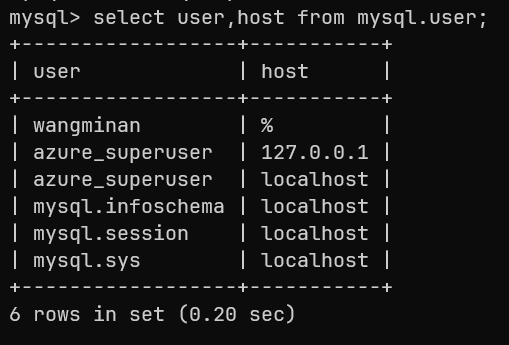 mysql> select user,host from mysql.user;
+------------------+-----------+
| user             | host      |
+------------------+-----------+
| wangminan        | %         |
| azure_superuser  | 127.0.0.1 |
| azure_superuser  | localhost |
| mysql.infoschema | localhost |
| mysql.session    | localhost |
| mysql.sys        | localhost |
+------------------+-----------+
6 rows in set (0.20 sec)